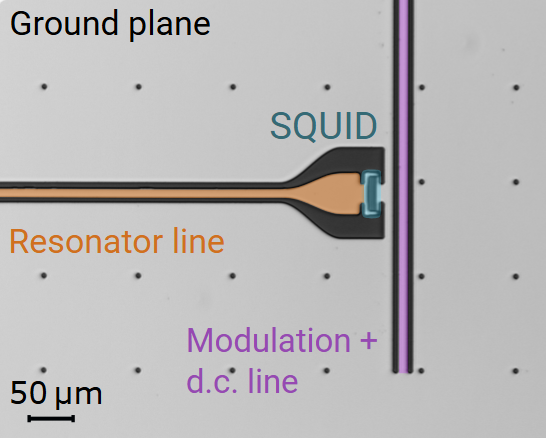 Ground plane
SQUID
Resonator line
Modulation +
d.c. line
50 µm